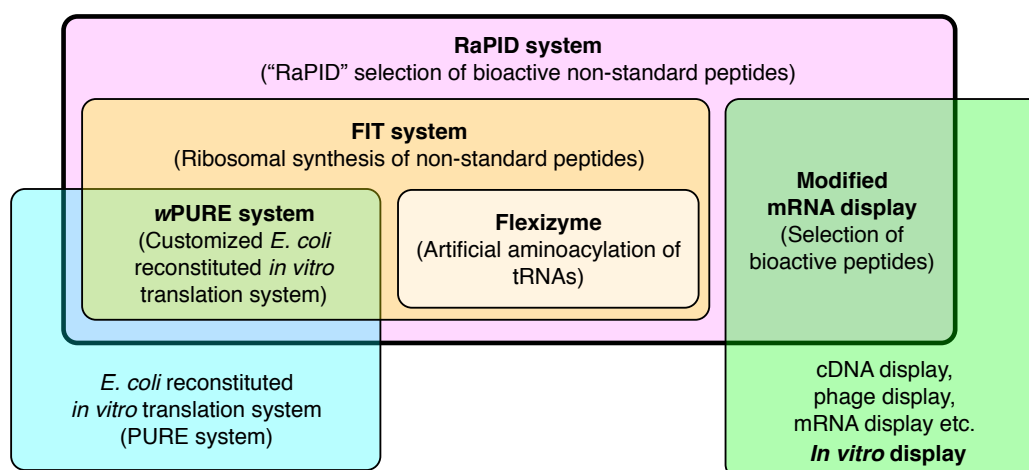 RaPID system
(“RaPID” selection of bioactive non-standard peptides)
FIT system
(Ribosomal synthesis of non-standard peptides)
wPURE system
(Customized E. coli
reconstituted in vitro
translation system)
Flexizyme
(Artificial aminoacylation of
tRNAs)
Modified
mRNA display
(Selection of
bioactive peptides)
E. coli reconstituted
in vitro translation system
(PURE system)
cDNA display,
phage display,
mRNA display etc.
In vitro display